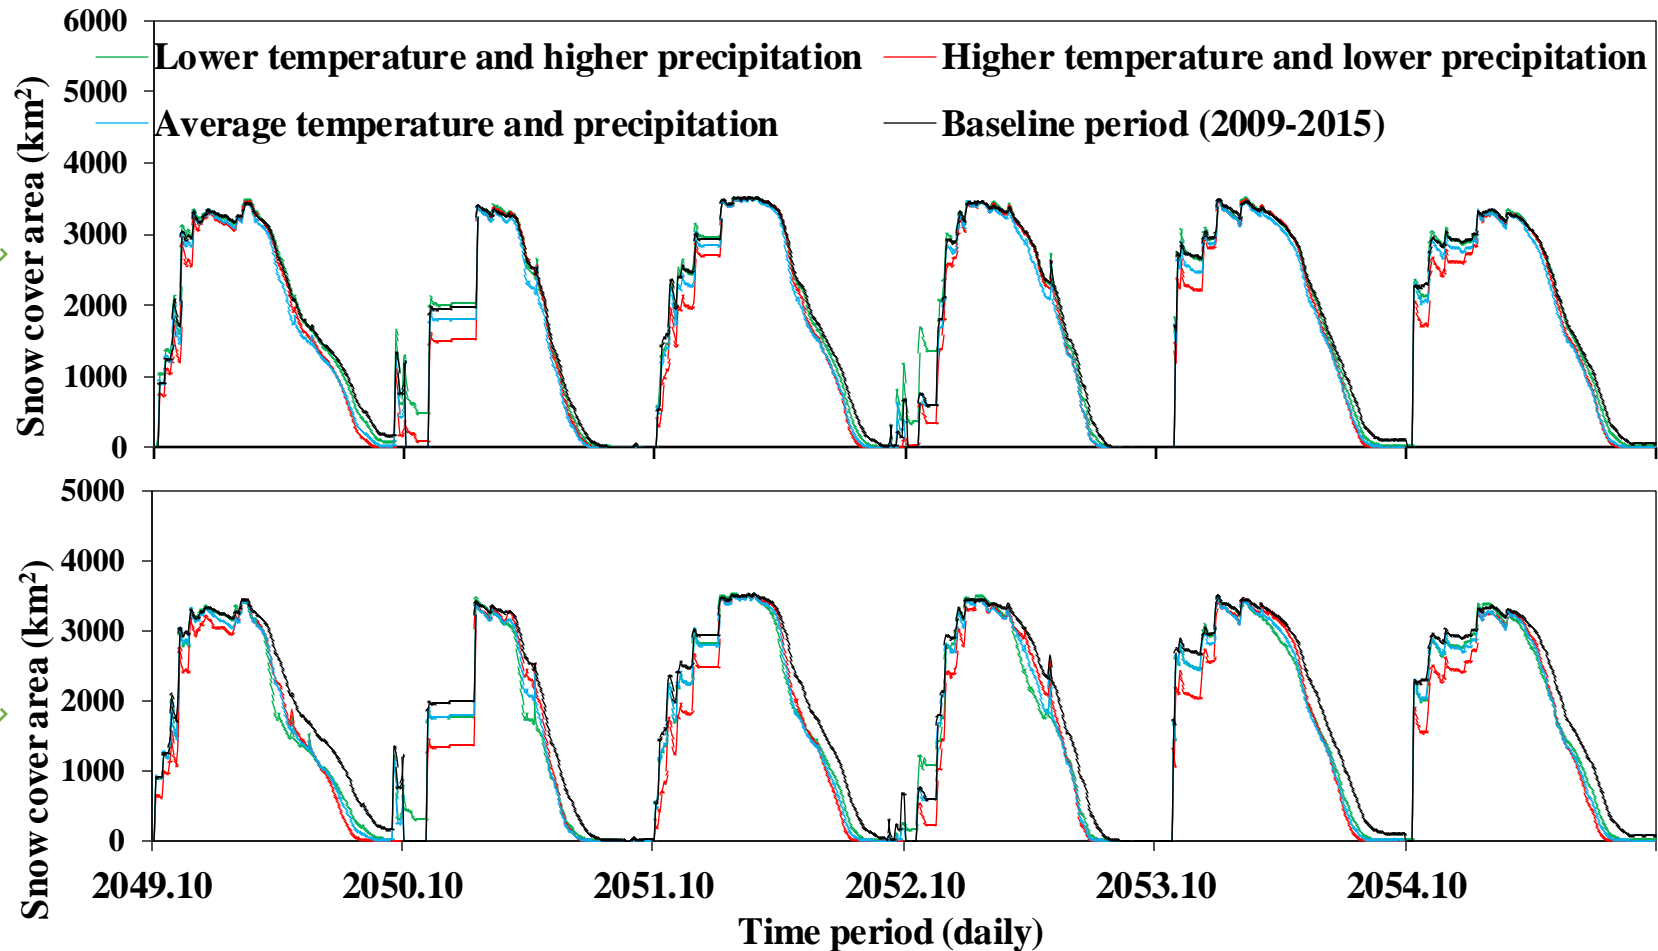 Snow cover area (km²)
6000
5000
4000
3000
2000
1000
0
Lower temperature and higher precipitation
Higher temperature and lower precipitation
Average temperature and precipitation
Baseline period (2009-2015)
Snow cover area (km²)
5000
4000
3000
2000
1000
0
2049.10 2050.10 2051.10 2052.10 2053.10 2054.10
Time period (daily)